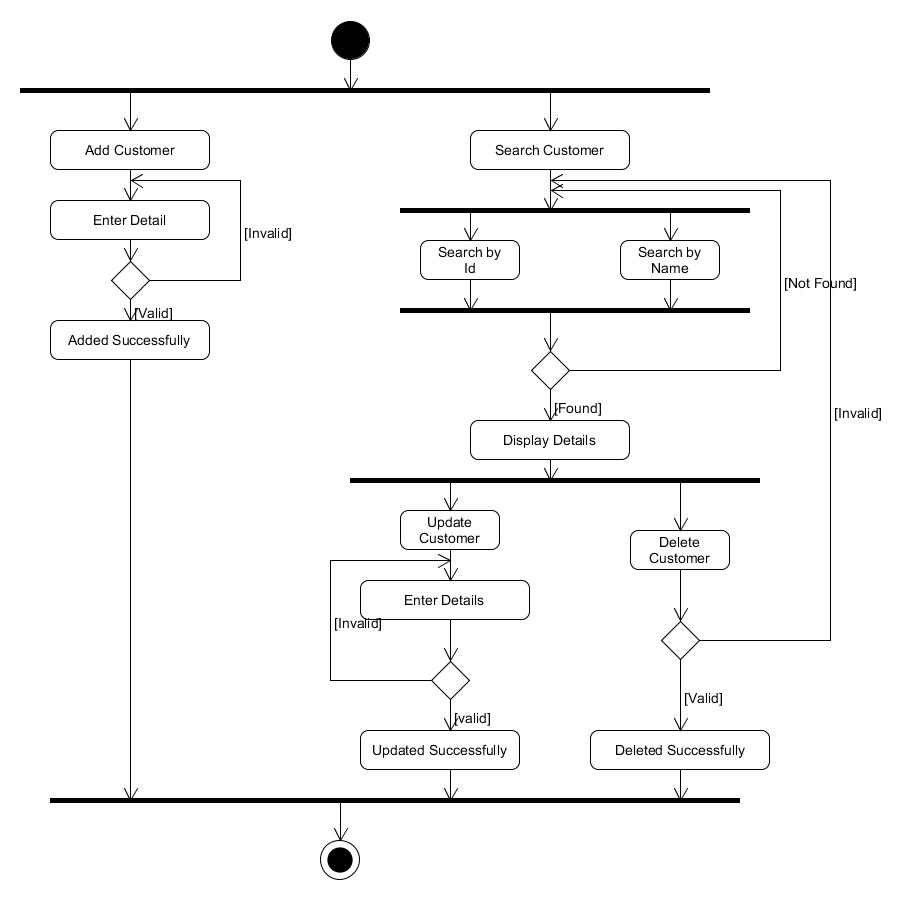 Add Customer
Search Customer
Enter Detail
[Invalid]
Search by
Id
Search by
Name
[Not Found]
[Valid]
Added Successfully
[Found]
[Invalid]
Display Details
Update
Customer
Delete
Customer
Enter Details
[Invalid]
[Valid]
[valid]
Updated Successfully
Deleted Successfully